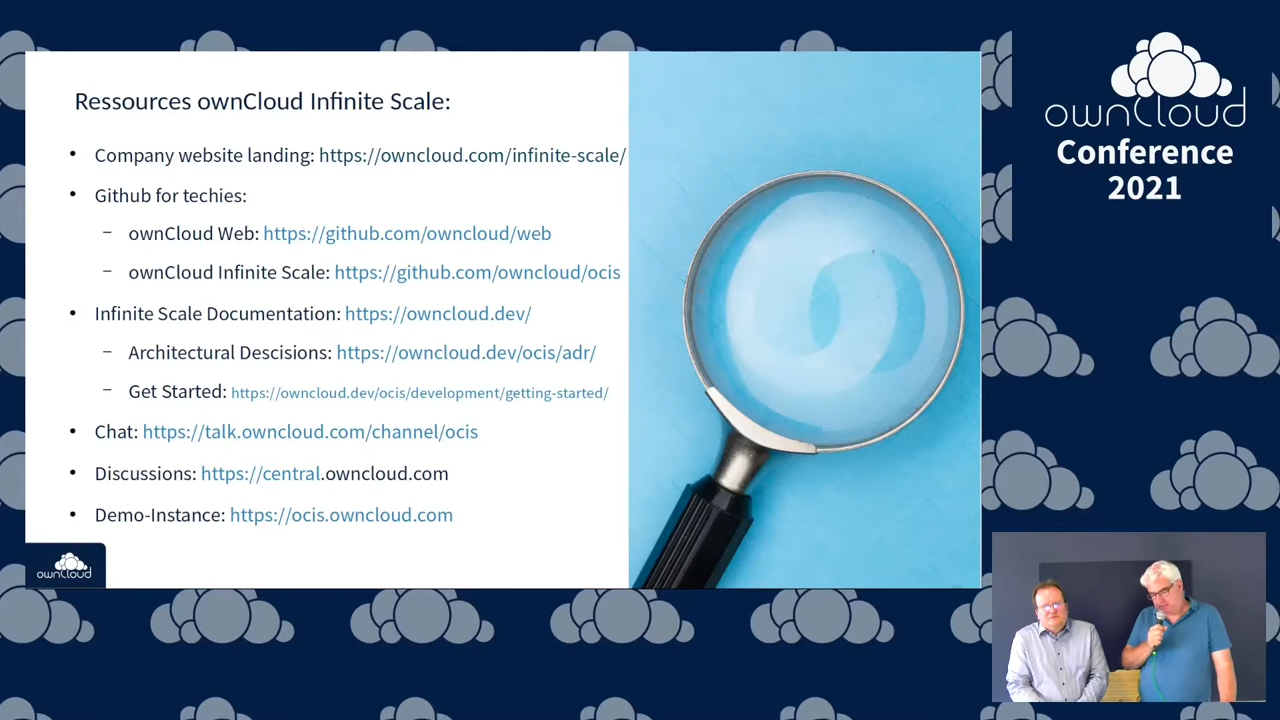 Ressources ownCloud Infinite Scale:
• Company website landing: https://owncloud.com/infinite-scale/
• Github for techies:
– ownCloud Web: https://github.com/owncloud/web
– ownCloud Infinite Scale: https://github.com/owncloud/ocis
• Infinite Scale Documentation: https://owncloud.dev/
– Architectural Descisions: https://owncloud.dev/ocis/adr/
– Get Started: https://owncloud.dev/ocis/development/getting-started/
• Chat: https://talk.owncloud.com/channel/ocis
• Discussions: https://central.owncloud.com
• Demo-Instance: https://ocis.owncloud.com
ownCloud
ownCloud
Conference
2021